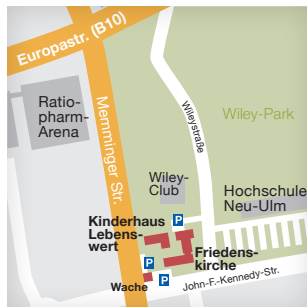 Europastr. (B10)
Ratio-
pharm-
Arena
Memminger Str.
Wileystraße
Wiley-Park
Wiley-
Club
Hochschule
Neu-Ulm
Kinderhaus
Lebens-
wert
P
P
P
Friedens-
kirche
Wache
John-F.-Kennedy-Str.